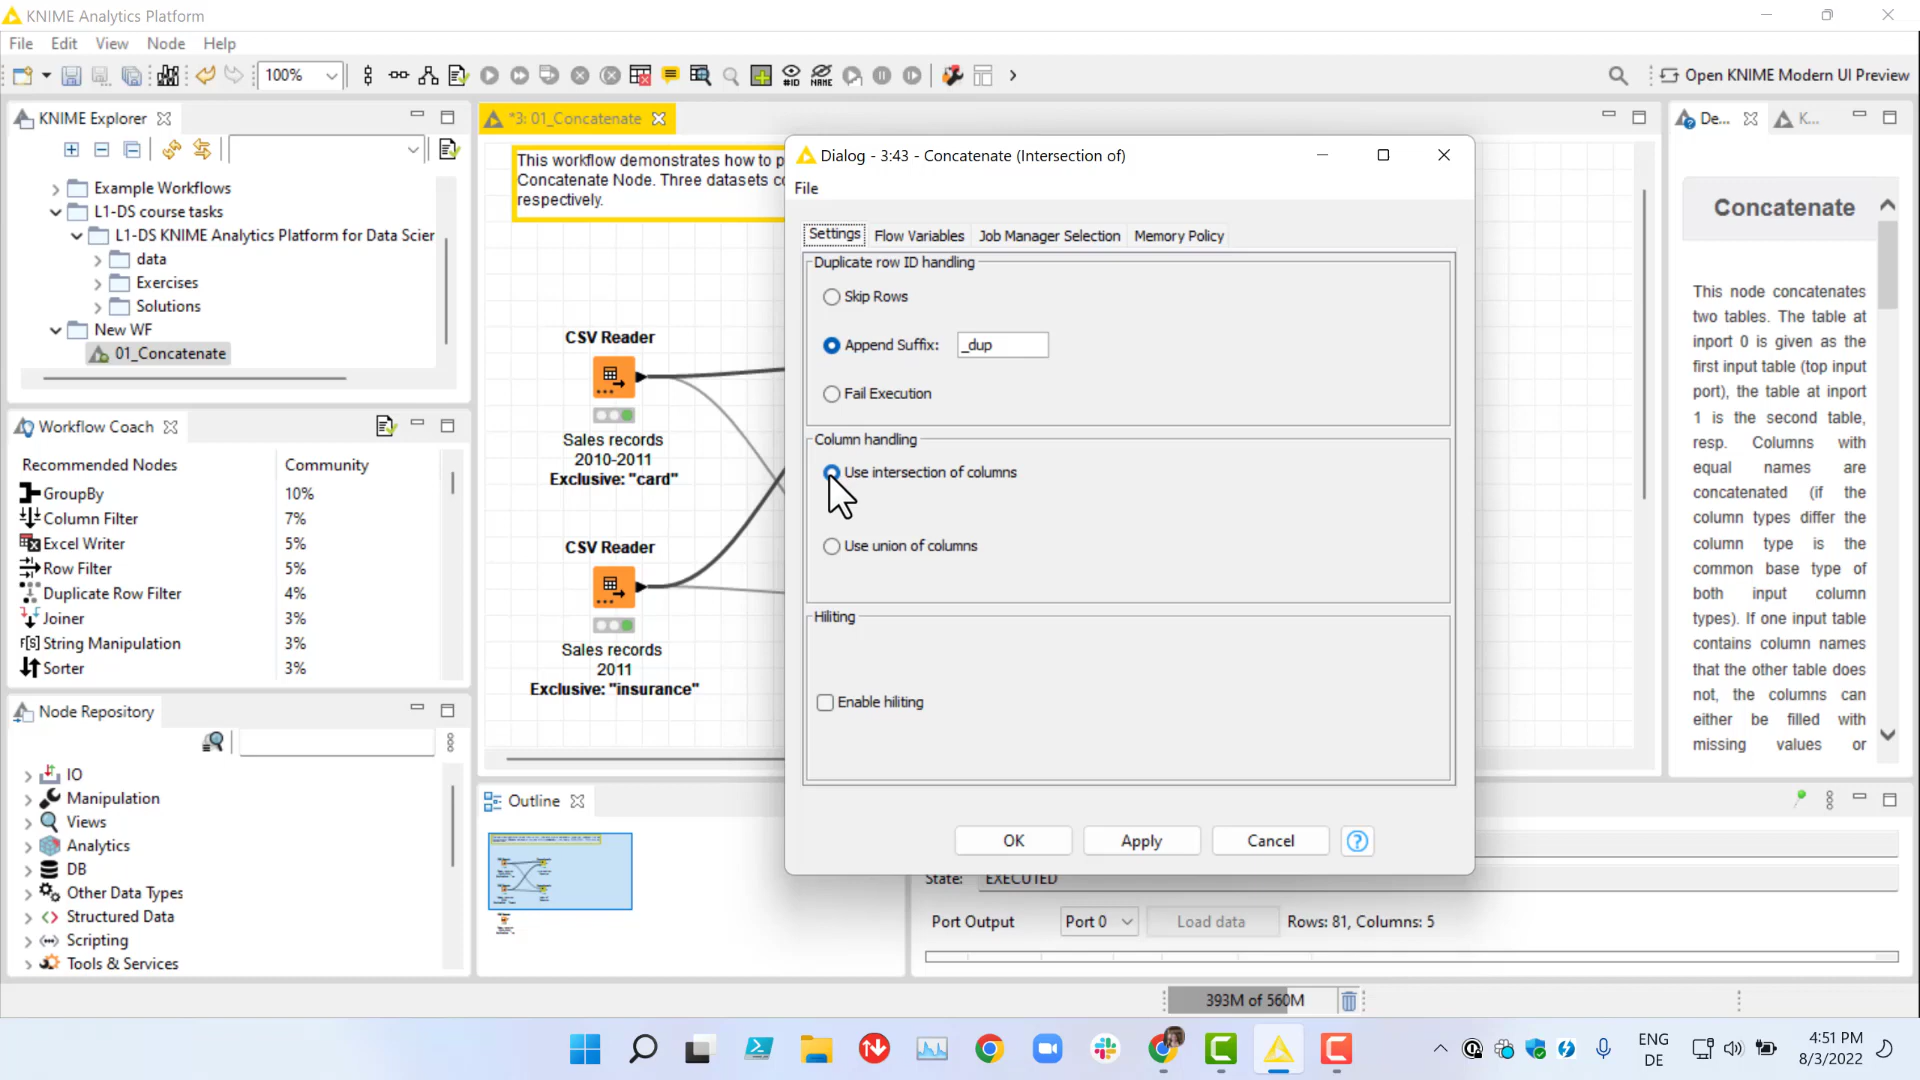 KNIME Analytics Platform
File Edit View Node Help
100%
Open KNIME Modern UI Preview
KNIME Explorer
Example Workflows
L1-DS course tasks
L1-DS KNIME Analytics Platform for Data Scier
data
Exercises
Solutions
New WF
01_Concatenate
Workflow Coach
Recommended Nodes Community
GroupBy 10%
Column Filter 7%
Excel Writer 5%
Row Filter 5%
Duplicate Row Filter 4%
Joiner 3%
String Manipulation 3%
Sorter 3%
Node Repository
IO
Manipulation
Views
Analytics
DB
Other Data Types
Structured Data
Scripting
Tools & Services
*3: 01_Concatenate
This workflow demonstrates how to p
Concatenate Node. Three datasets co
respectively.
CSV Reader
Sales records
2010-2011
Exclusive: "card"
CSV Reader
Sales records
2011
Exclusive: "insurance"
Outline
Dialog - 3:43 - Concatenate (Intersection of)
File
Settings Flow Variables Job Manager Selection Memory Policy
Duplicate row ID handling
Skip Rows
Append Suffix: _dup
Fail Execution
Column handling
Use intersection of columns
Use union of columns
Hiliting
Enable hiliting
OK Apply Cancel
State: EXECUTED
Port Output Port 0 Load data Rows: 81, Columns: 5
De... K...
Concatenate
This node concatenates
two tables. The table at
inport 0 is given as the
first input table (top input
port), the table at inport
1 is the second table,
resp. Columns with
equal names are
concatenated (if the
column types differ the
column type is the
common base type of
both input column
types). If one input table
contains column names
that the other table does
not, the columns can
either be filled with
missing values or
393M of 560M
ENG
DE
4:51 PM
8/3/2022